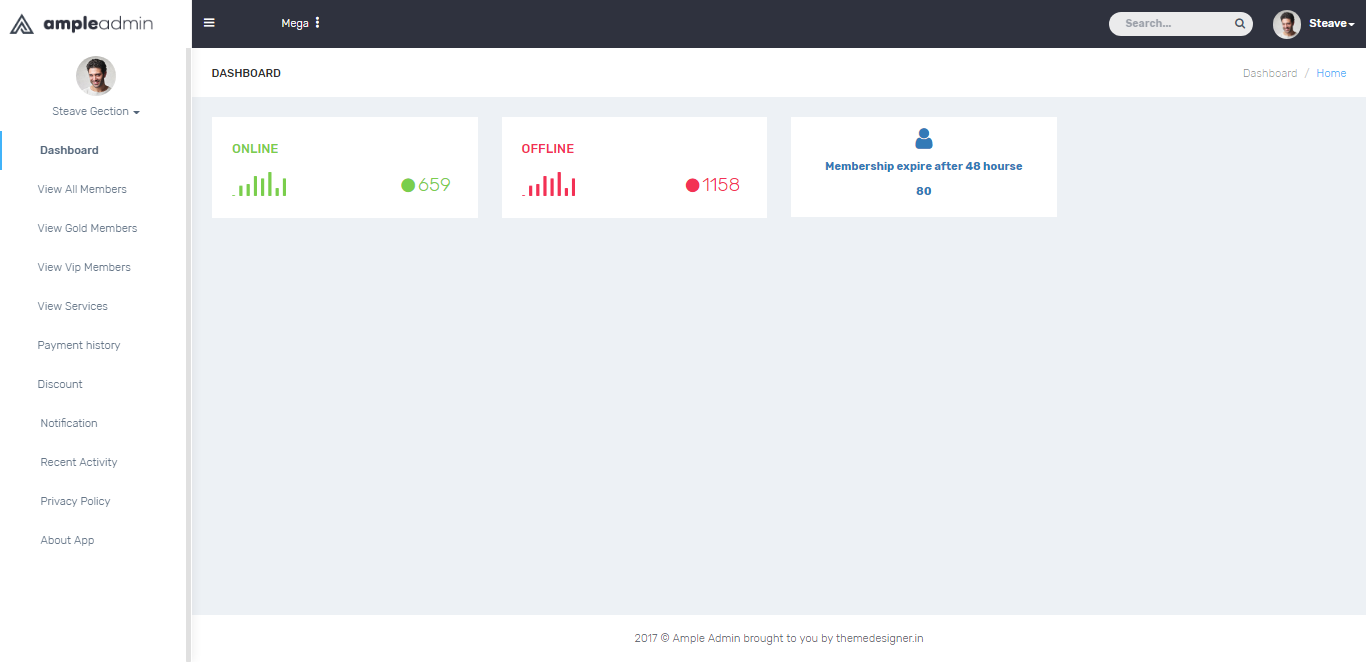 ampleadmin
Mega
Search...
Steave
Steave Gection
DASHBOARD
Dashboard / Home
Dashboard
View All Members
View Gold Members
View Vip Members
View Services
Payment history
Discount
Notification
Recent Activity
Privacy Policy
About App
ONLINE
659
OFFLINE
1158
Membership expire after 48 hourse
80
2017 © Ample Admin brought to you by themedesigner.in